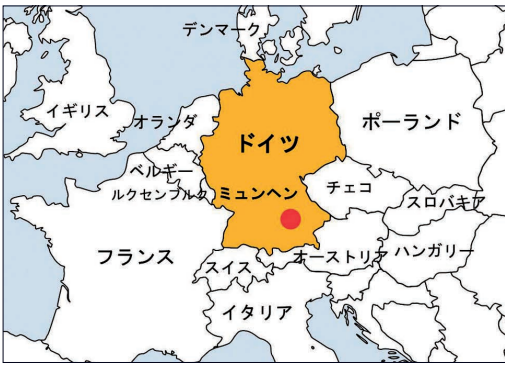 デンマーク
イギリス
オランダ
ドイツ
ポーランド
ベルギー
ルクセンブルク
ミュンヘン
チェコ
スロバキア
フランス
スイス
オーストリア
ハンガリー
イタリア